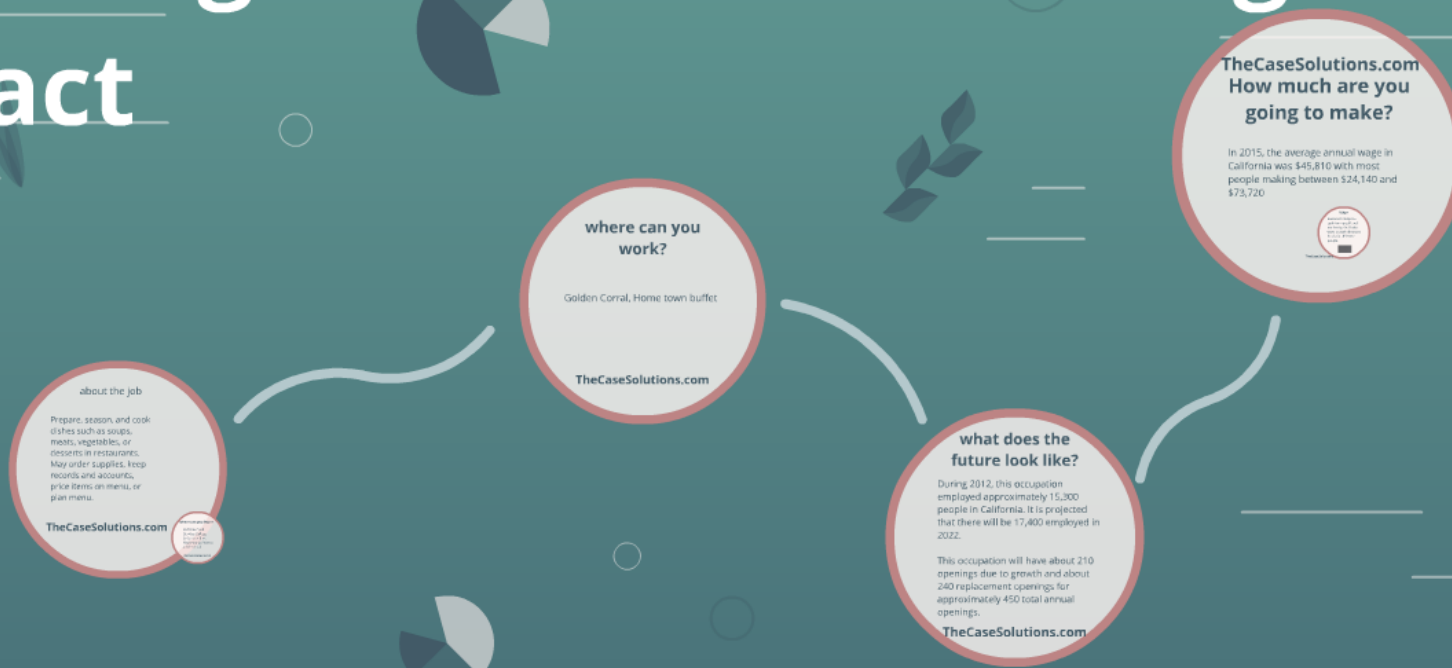 act
about the job
Prepare, season, and cook
dishes such as soups,
meats, vegetables, or
desserts in restaurants.
May order supplies, keep
records and accounts,
price items on menu, or
plan menu.
TheCaseSolutions.com
where can you
work?
Golden Corral, Home town buffet
TheCaseSolutions.com
what does the
future look like?
During 2012, this occupation
employed approximately 15,300
people in California. It is projected
that there will be 17,400 employed in
2022.
This occupation will have about 210
openings due to growth and about
240 replacement openings for
approximately 450 total annual
openings.
TheCaseSolutions.com
TheCaseSolutions.com
How much are you
going to make?
In 2015, the average annual wage in
California was $45,810 with most
people making between $24,140 and
$73,720